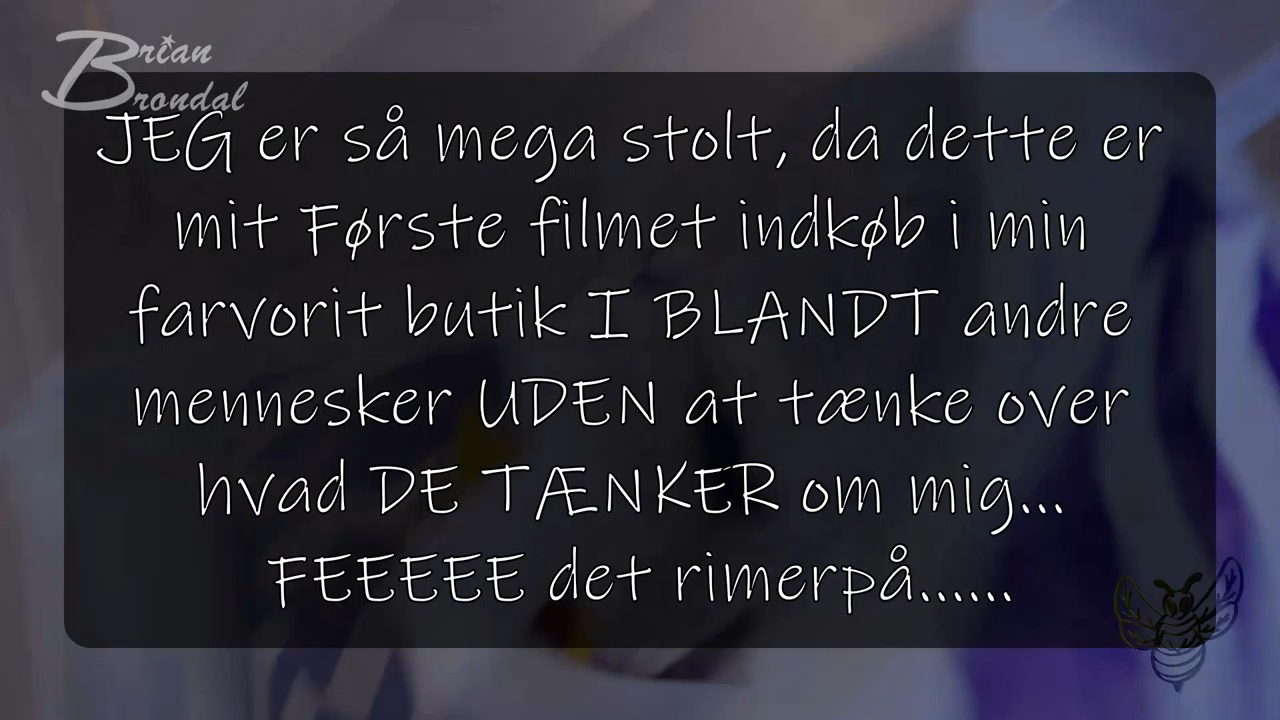 Brian
Brondal
JEG er så mega stolt, da dette er
mit Første filmet indkøb i min
farvorit butik I BLANDT andre
mennesker UDEN at tænke over
hvad DE TÆNKER om mig...
FEEEEE det rimerpå......